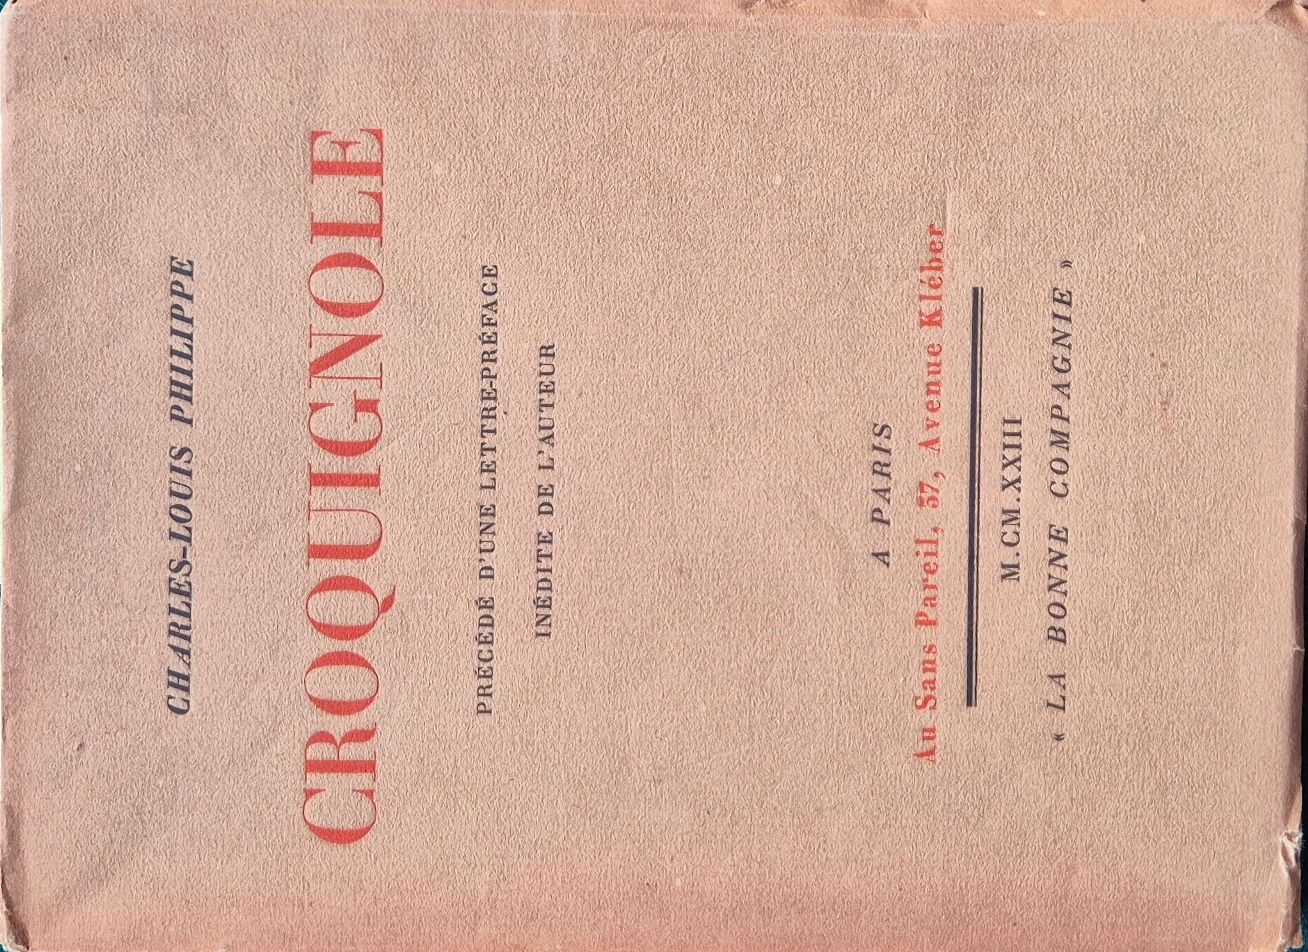 CHARLES-LOUIS PHILIPPE
CROQUIGNOLE
PRÉCÉDÉ D'UNE LETTRE-PRÉFACE
INÉDITE DE L'AUTEUR
A PARIS
Au Sans Pareil, 37, Avenue Kléber
M.CM.XXIII
« LA BONNE COMPAGNIE »